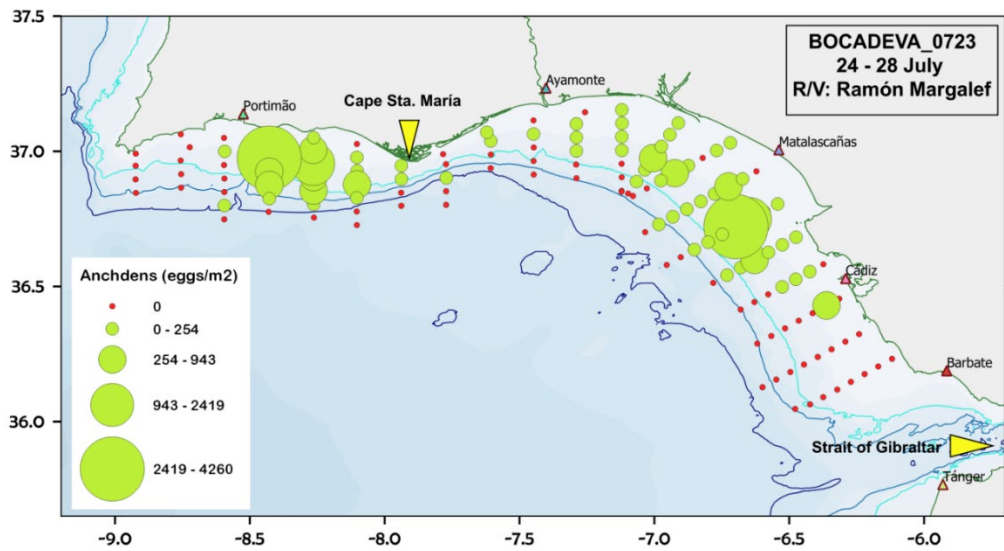 37.5
BOCADEVA_0723
24 - 28 July
R/V: Ramón Margalef
Ayamonte
Portimão
Cape Sta. María
37.0
Matalascañas
Anchdens (eggs/m2)
0
0 - 254
254 - 943
943 - 2419
2419 - 4260
36.5
Cádiz
Barbate
36.0
Strait of Gibraltar
Tánger
-9.0 -8.5 -8.0 -7.5 -7.0 -6.5 -6.0